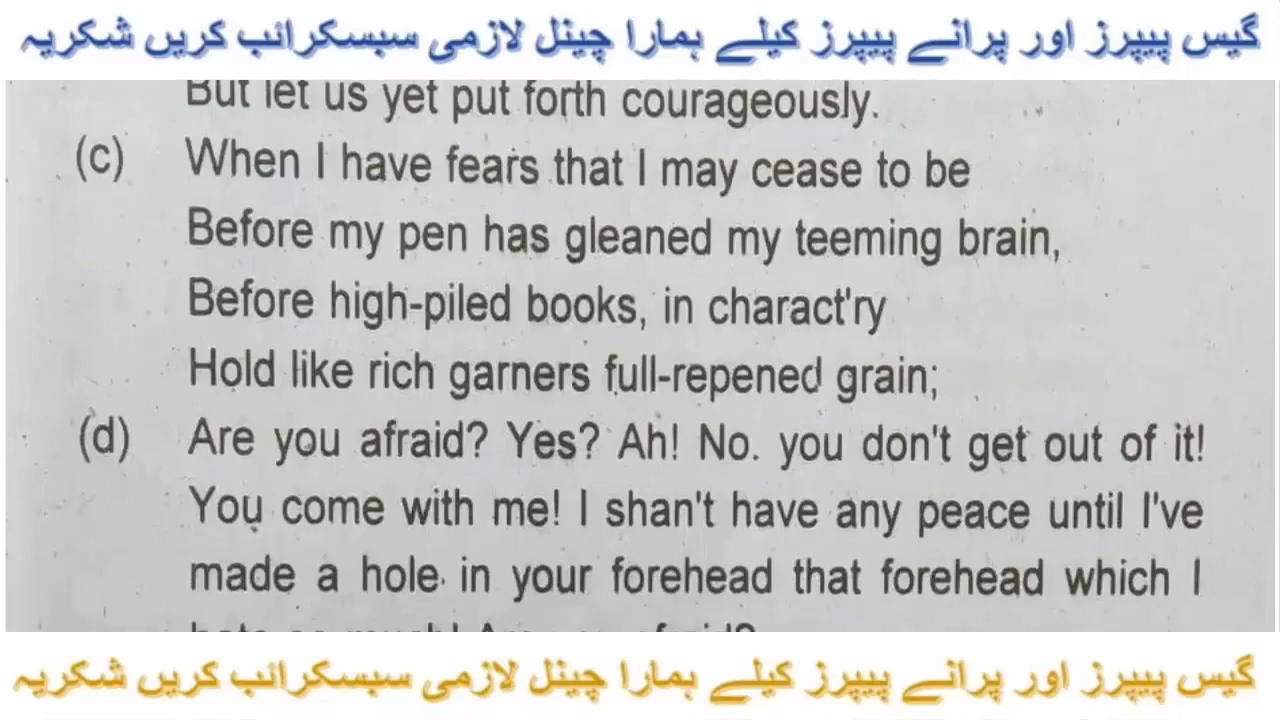 گیس پیپرز اور پرانے پیپرز کیلے ہمارا چینل لازمی سبسکرائب کریں شکریہ
But let us yet put forth courageously.
(c) When I have fears that I may cease to be
Before my pen has gleaned my teeming brain,
Before high-piled books, in charact'ry
Hold like rich garners full-repened grain;
(d) Are you afraid? Yes? Ah! No. you don't get out of it!
You come with me! I shan't have any peace until I've
made a hole in your forehead that forehead which I
گیس پیپرز اور پرانے پیپرز کیلے ہمارا چینل لازمی سبسکرائب کریں شکریہ